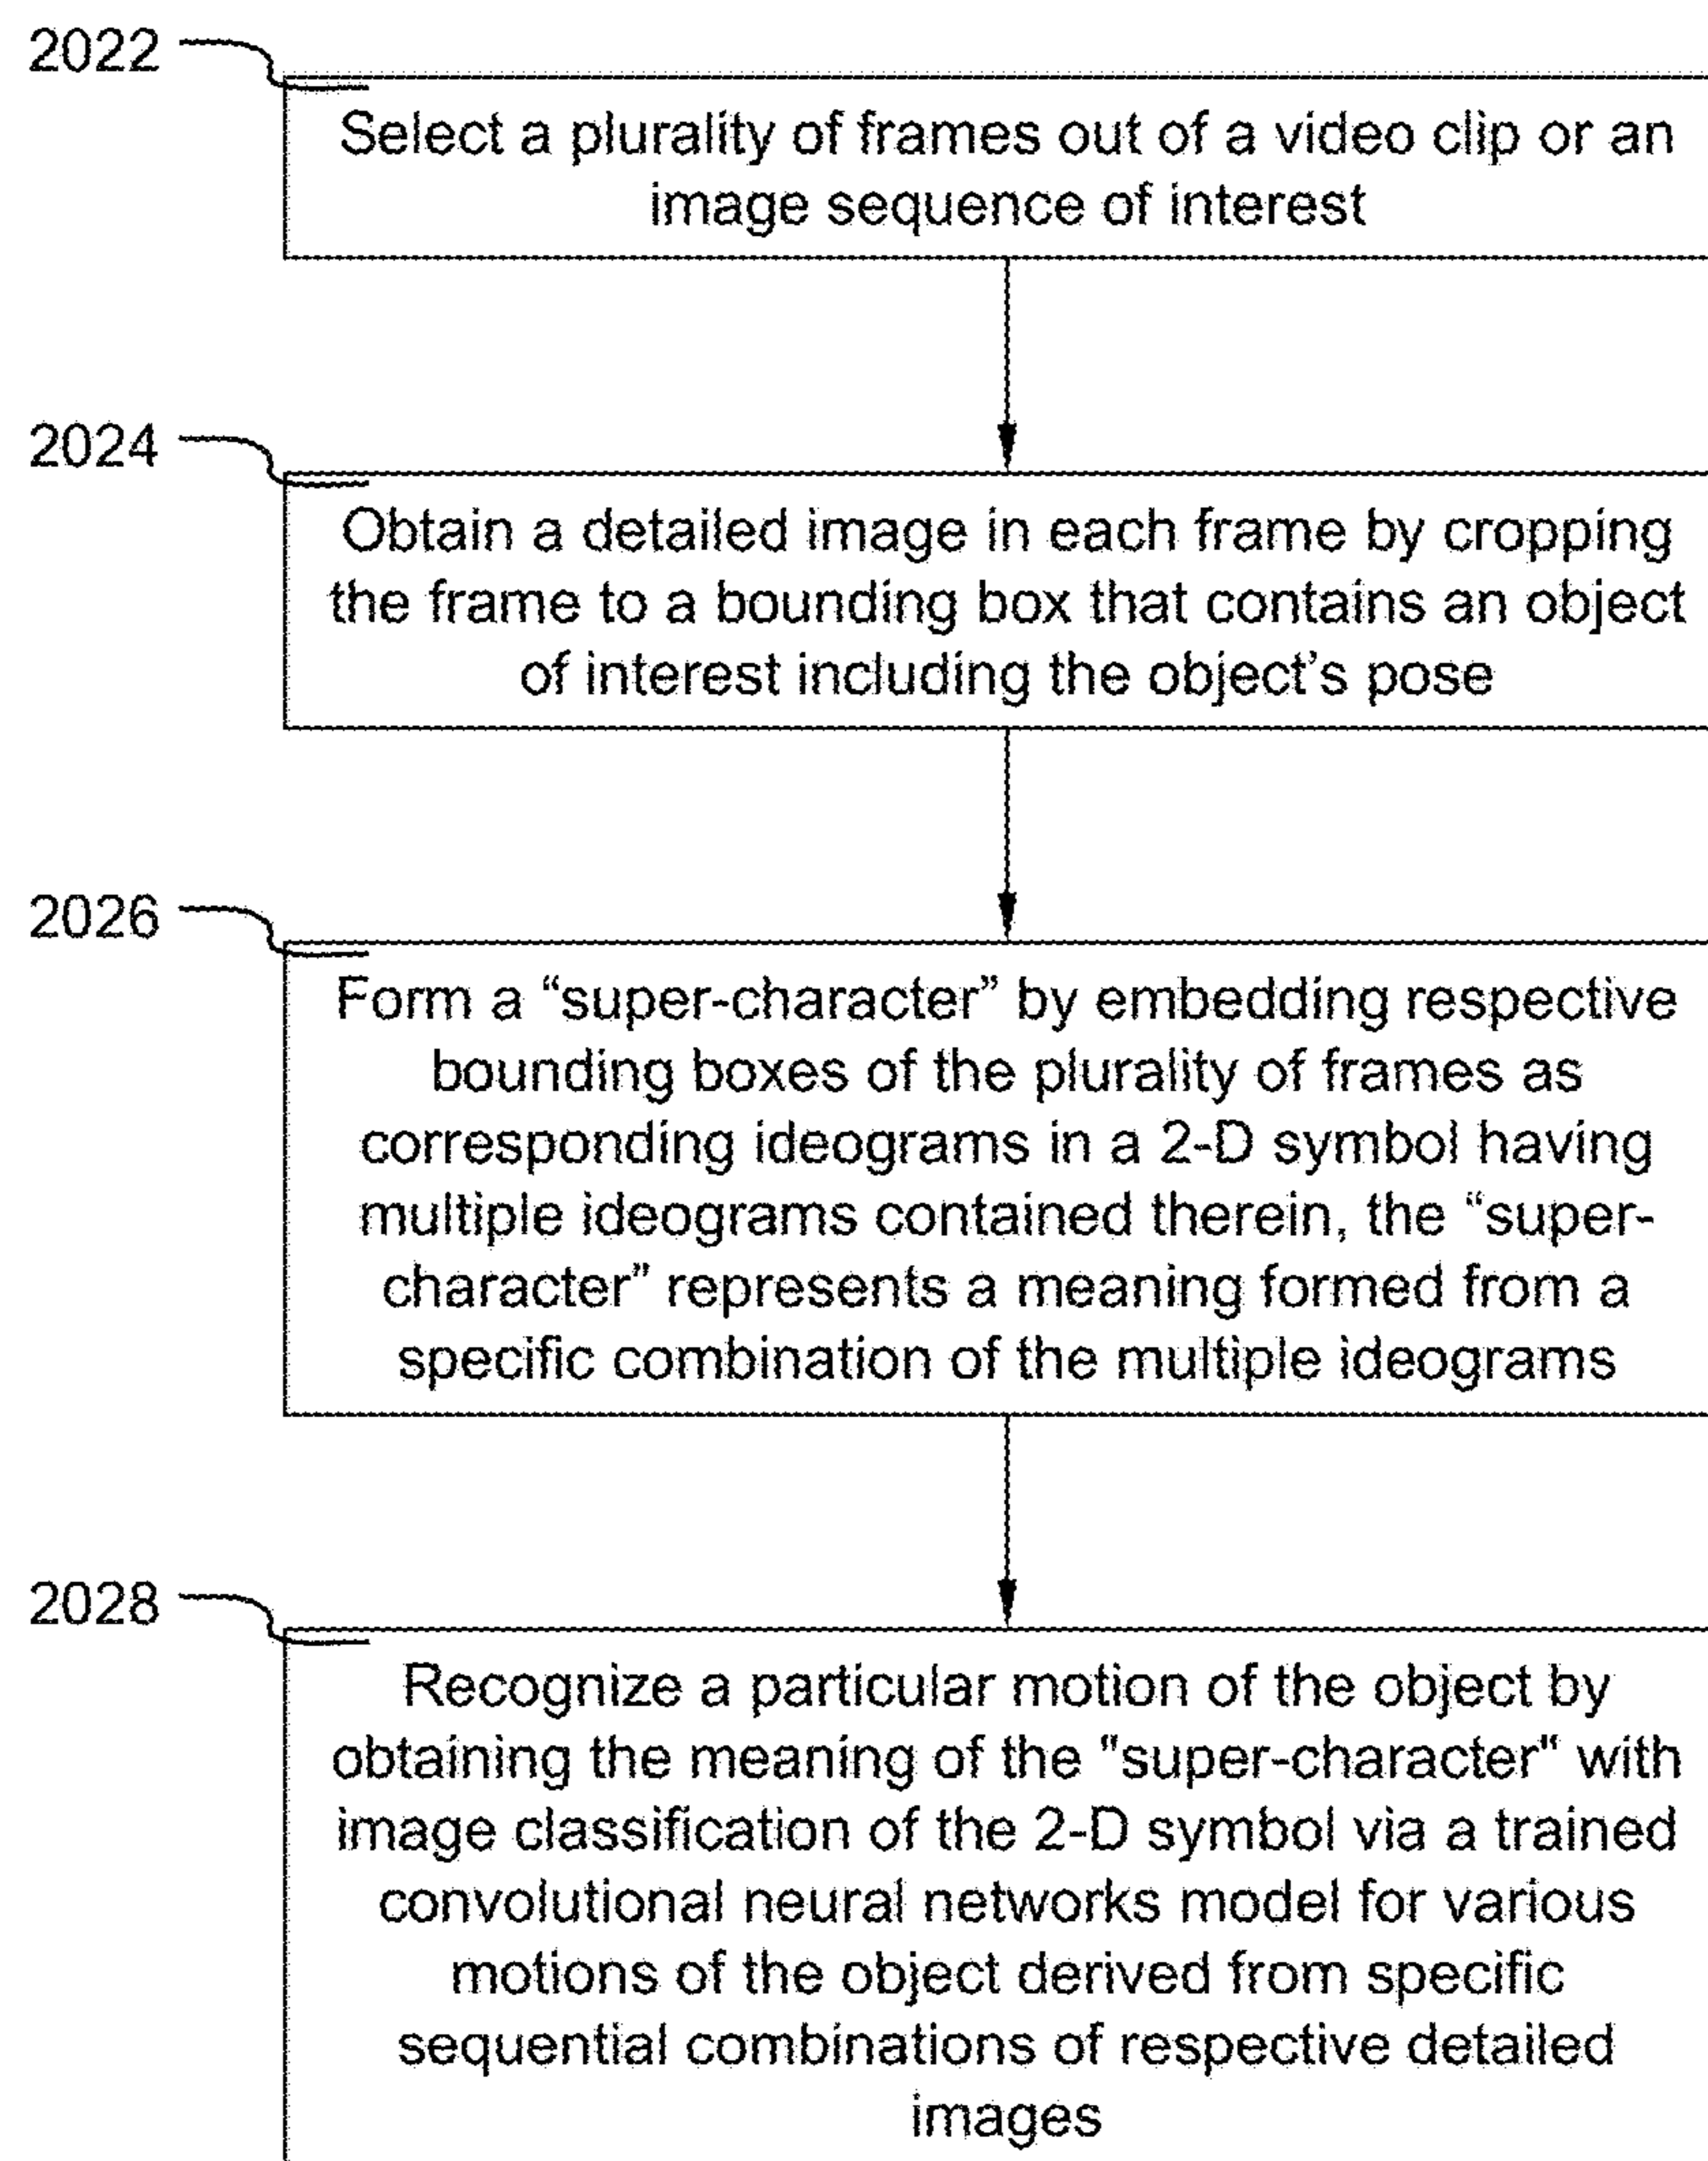 2022
Select a plurality of frames out of a video clip or an
image sequence of interest
2024
Obtain a detailed image in each frame by cropping
the frame to a bounding box that contains an object
of interest including the object’s pose
2026
Form a “super-character” by embedding respective
bounding boxes of the plurality of frames as
corresponding ideograms in a 2-D symbol having
multiple ideograms contained therein, the “super-
character” represents a meaning formed from a
specific combination of the multiple ideograms
2028
Recognize a particular motion of the object by
obtaining the meaning of the "super-character" with
image classification of the 2-D symbol via a trained
convolutional neural networks model for various
motions of the object derived from specific
sequential combinations of respective detailed
images